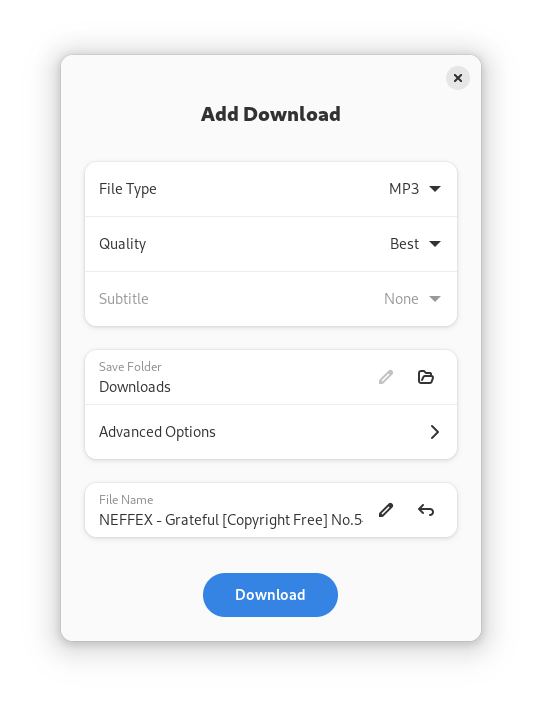 Add Download
File Type MP3
Quality Best
Subtitle None
Save Folder
Downloads
Advanced Options
File Name
NEFFEX - Grateful [Copyright Free] No.5
Download